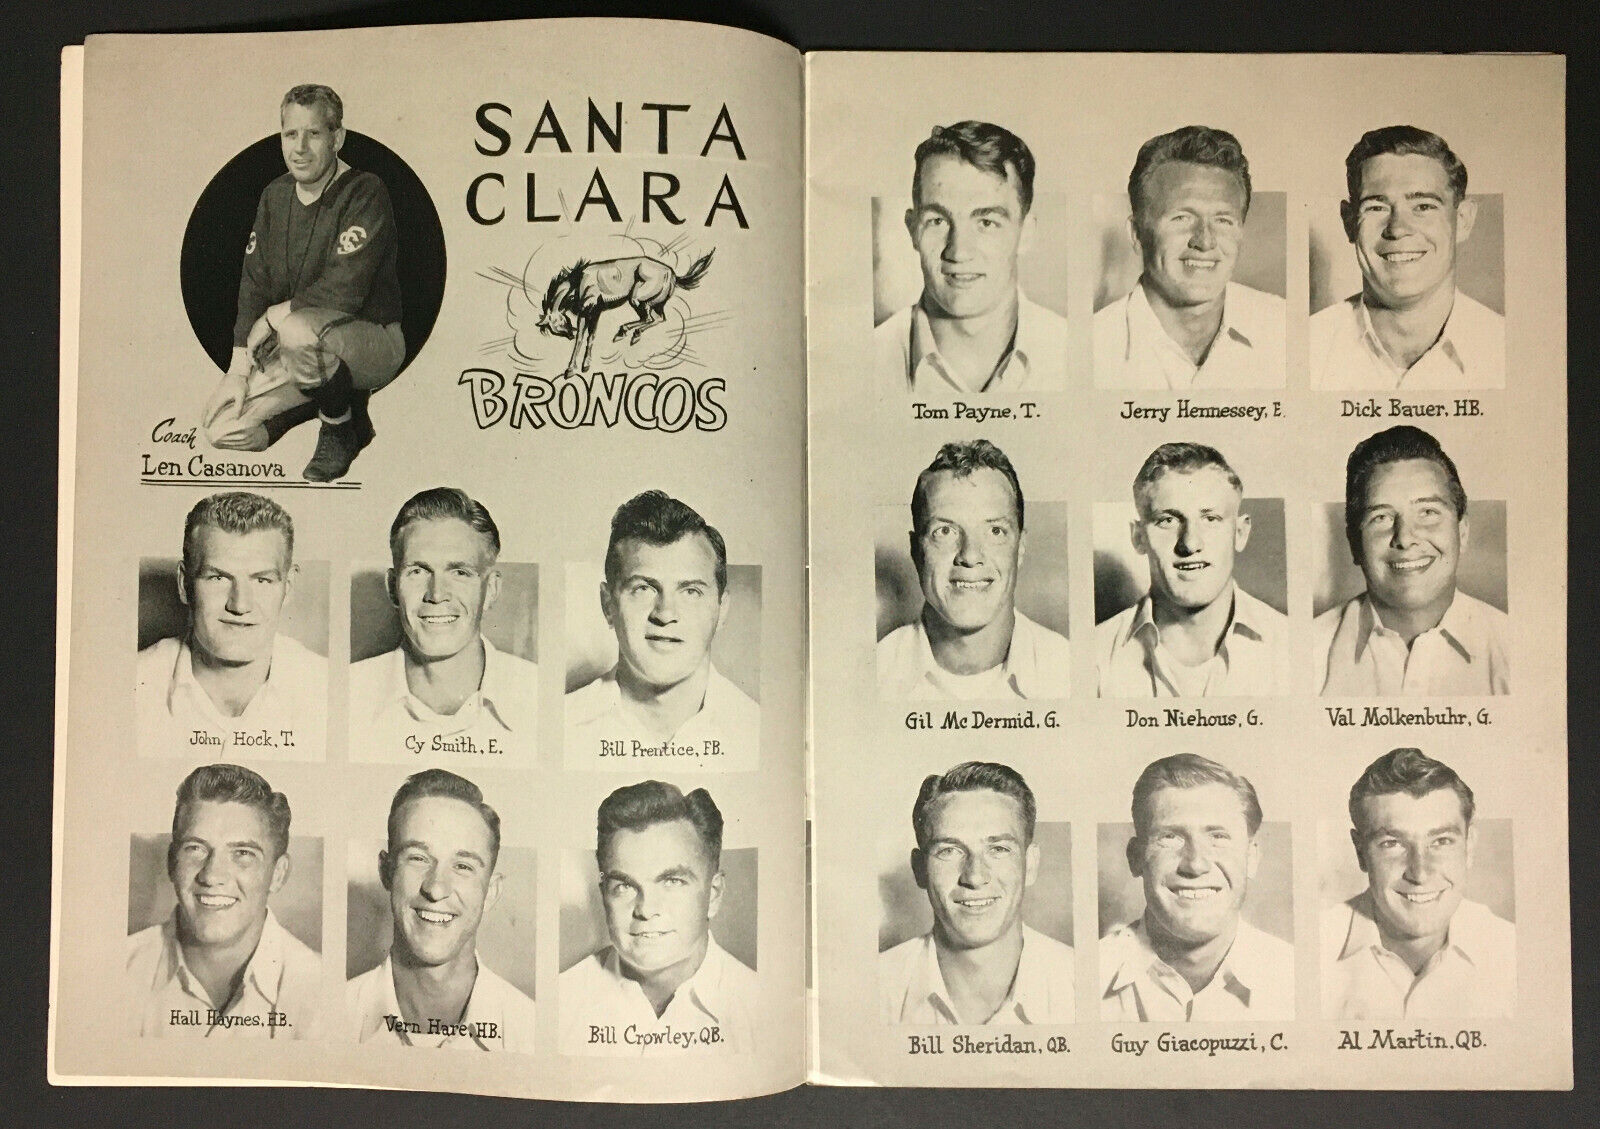 SANTA
CLARA
BRONCOS
Coach
Len Casanova
John Hock, T.
Cy Smith, E.
Bill Prentice, FB.
Hall Haynes, HB.
Vern Hare, HB.
Bill Crowley, QB.
Tom Payne, T.
Jerry Hennessey, E.
Dick Bauer, HB.
Gil McDermid, G.
Don Niehous, G.
Val Molkenbuhr, G.
Bill Sheridan, QB.
Guy Giacopuzzi, C.
Al Martin, QB.